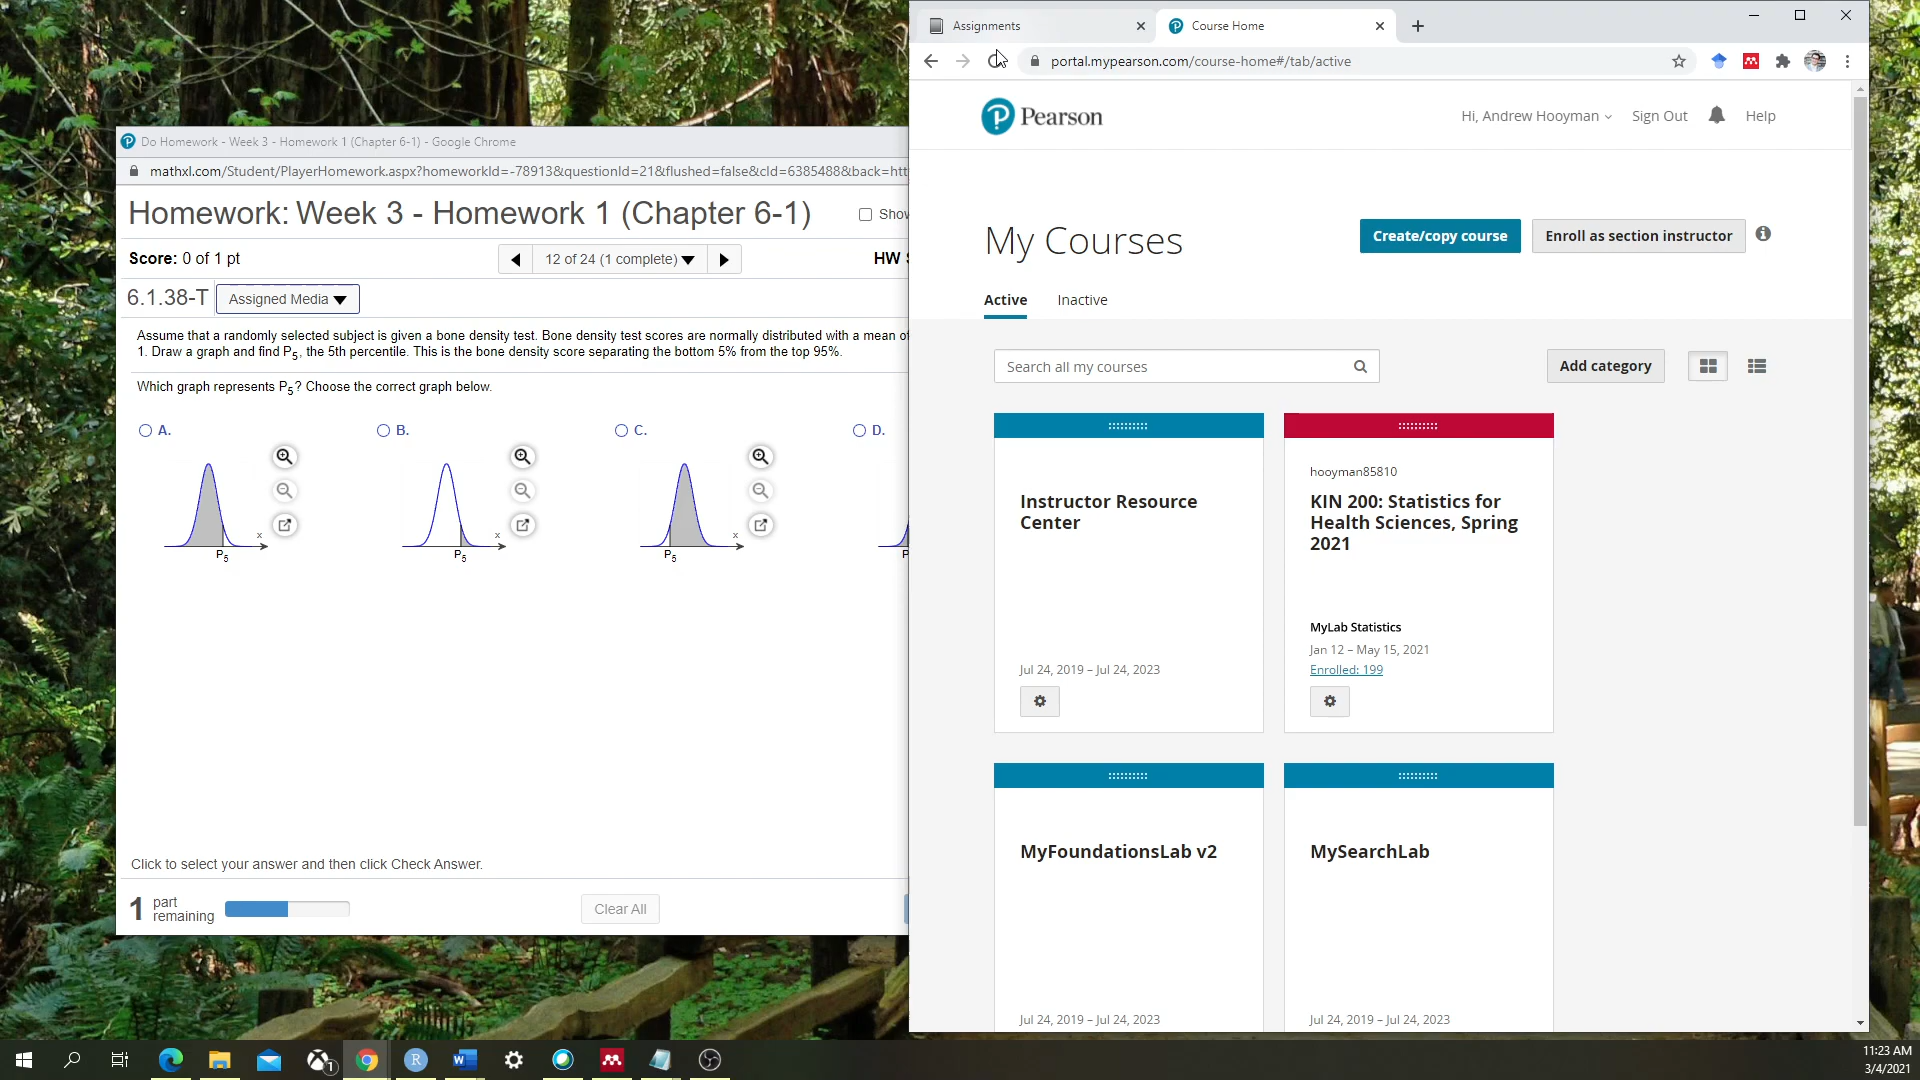 Do Homework - Week 3 - Homework 1 (Chapter 6-1) - Google Chrome
mathxl.com/Student/PlayerHomework.aspx?homeworkId=-78913&questionId=21&flushed=false&cId=6385488&back=htt
Homework: Week 3 - Homework 1 (Chapter 6-1)
Show
Score: 0 of 1 pt
12 of 24 (1 complete)
HW S
6.1.38-T
Assigned Media
Assume that a randomly selected subject is given a bone density test. Bone density test scores are normally distributed with a mean of
1. Draw a graph and find P5, the 5th percentile. This is the bone density score separating the bottom 5% from the top 95%.
Which graph represents P5? Choose the correct graph below.
A.
B.
C.
D.
x
P5
x
P5
x
P5
P
Click to select your answer and then click Check Answer.
1 part
remaining
Clear All
Assignments
Course Home
portal.mypearson.com/course-home#/tab/active
Pearson
Hi, Andrew Hooyman
Sign Out
Help
My Courses
Create/copy course
Enroll as section instructor
Active
Inactive
Search all my courses
Add category
Instructor Resource
Center
Jul 24, 2019 – Jul 24, 2023
hooyman85810
KIN 200: Statistics for
Health Sciences, Spring
2021
MyLab Statistics
Jan 12 – May 15, 2021
Enrolled: 199
MyFoundationsLab v2
Jul 24, 2019 – Jul 24, 2023
MySearchLab
Jul 24, 2019 – Jul 24, 2023
11:23 AM
3/4/2021